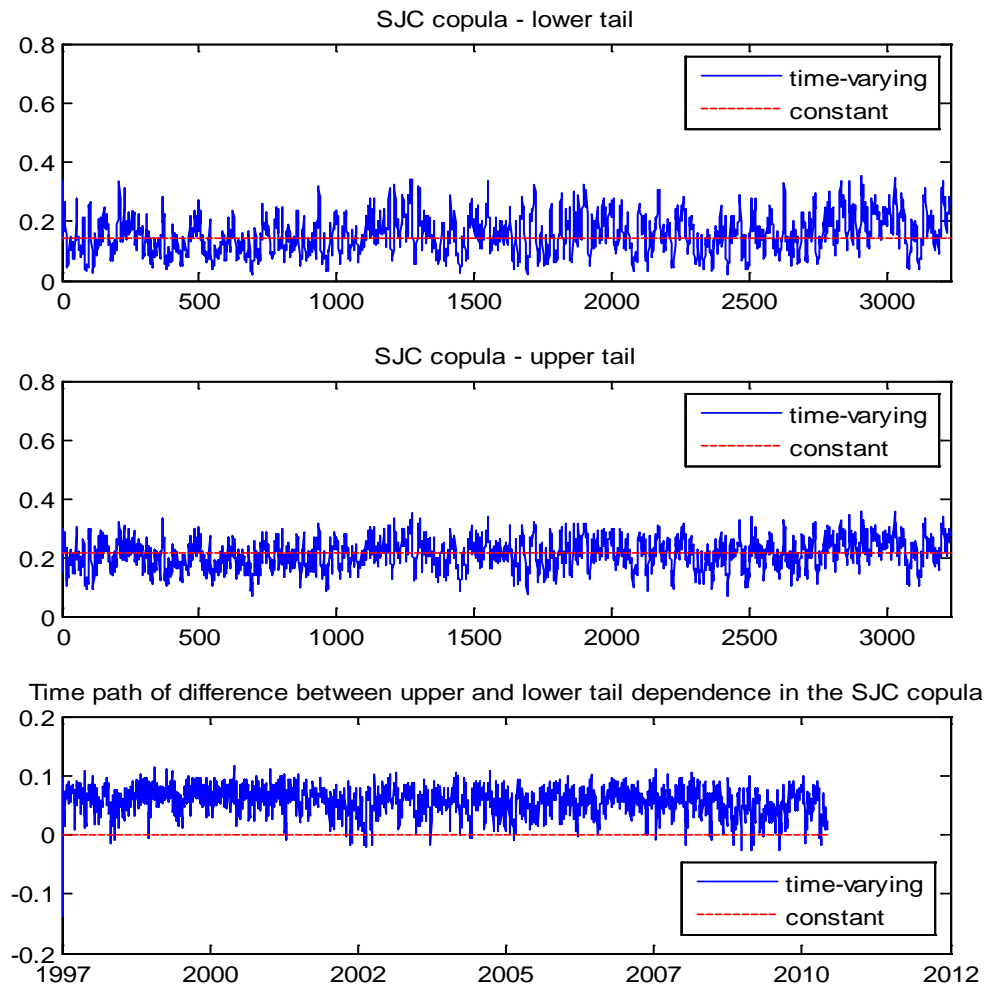 SJC copula - lower tail
0.8
0.6
0.4
0.2
0
time-varying
constant
0 500 1000 1500 2000 2500 3000
SJC copula - upper tail
0.8
0.6
0.4
0.2
0
time-varying
constant
0 500 1000 1500 2000 2500 3000
Time path of difference between upper and lower tail dependence in the SJC copula
0.2
0.1
0
-0.1
-0.2
time-varying
constant
1997 2000 2002 2005 2007 2010 2012